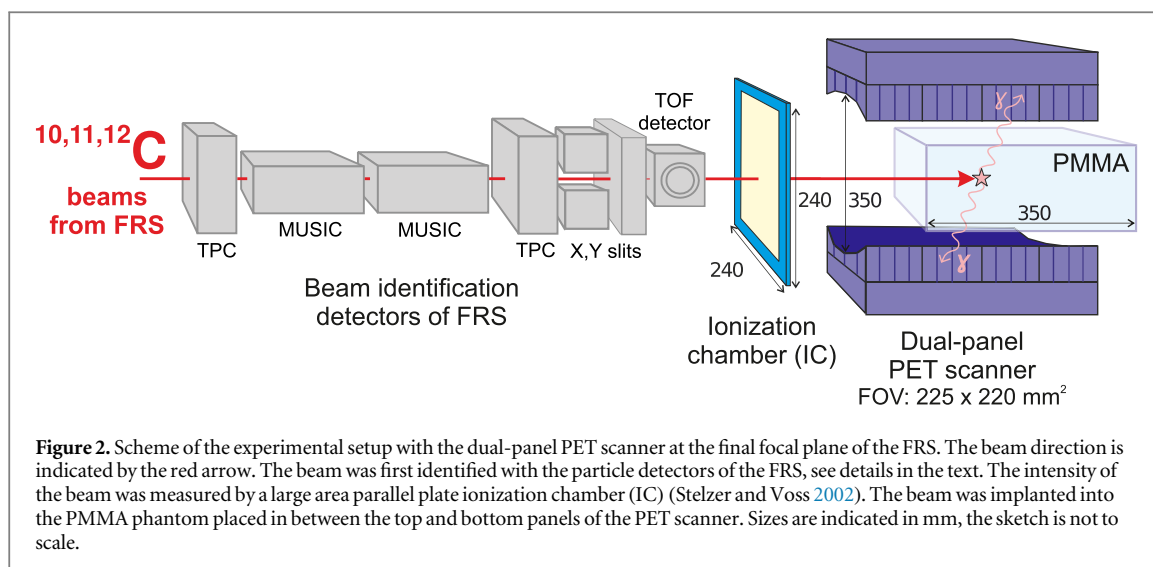 10,11,12C
beams
from FRS
TPC
MUSIC
MUSIC
TPC
X,Y slits
TOF
detector
Beam identification
detectors of FRS
240
240
Ionization
chamber (IC)
350
γ
γ
PMMA
350
Dual-panel
PET scanner
FOV: 225 x 220 mm²
Figure 2. Scheme of the experimental setup with the dual-panel PET scanner at the final focal plane of the FRS. The beam direction is
indicated by the red arrow. The beam was first identified with the particle detectors of the FRS, see details in the text. The intensity of
the beam was measured by a large area parallel plate ionization chamber (IC) (Stelzer and Voss 2002). The beam was implanted into
the PMMA phantom placed in between the top and bottom panels of the PET scanner. Sizes are indicated in mm, the sketch is not to
scale.